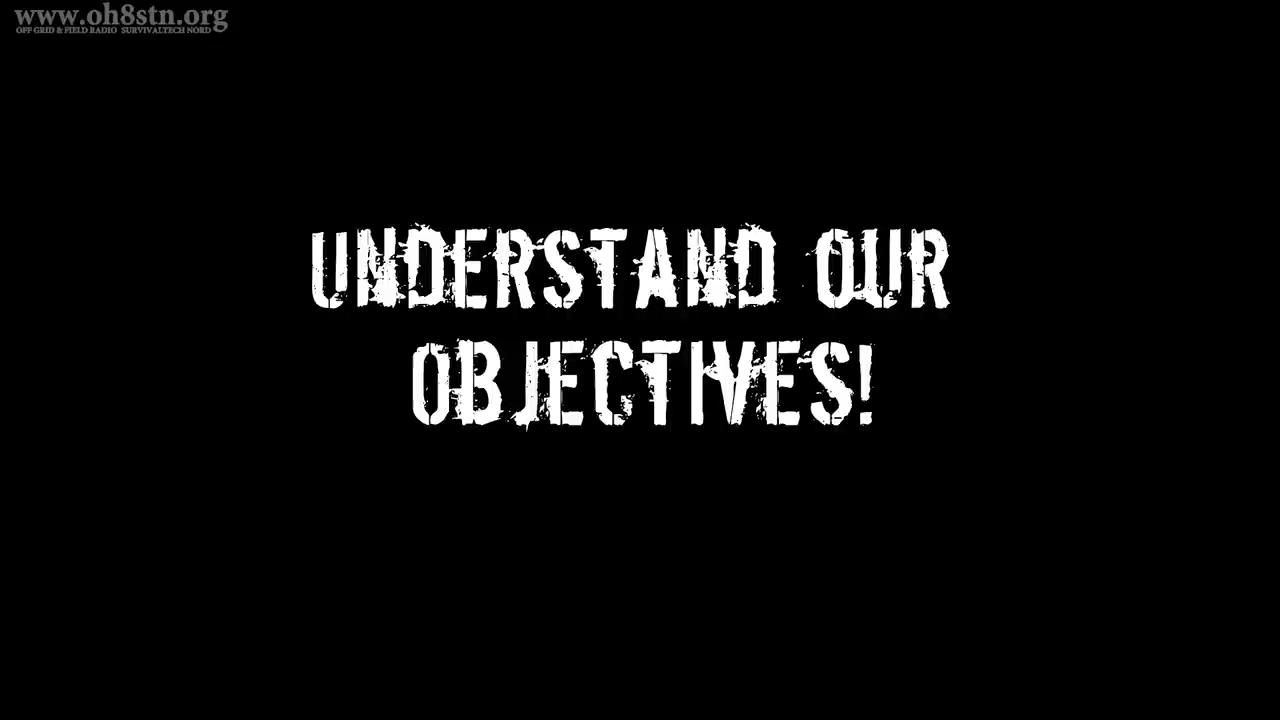 www.oh8stn.org
OFF GRID & FIELD RADIO SURVIVALTECH NORD
UNDERSTAND OUR
OBJECTIVES!